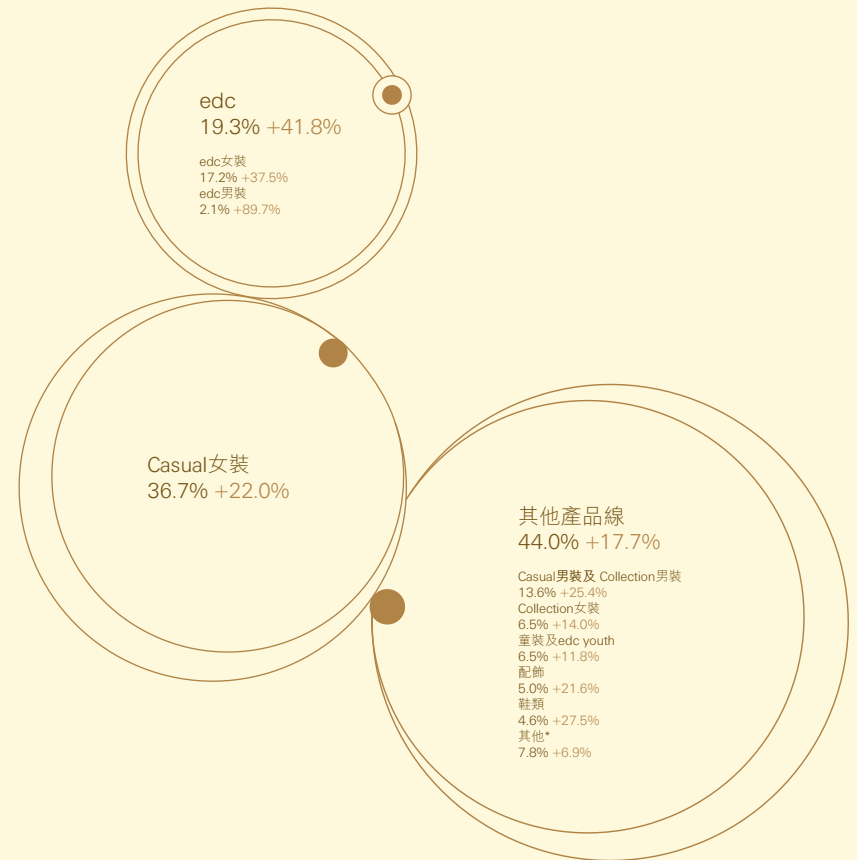 edc
19.3% +41.8%
edc女裝
17.2% +37.5%
edc男裝
2.1% +89.7%
Casual女裝
36.7% +22.0%
其他產品線
44.0% +17.7%
Casual男裝及 Collection男裝
13.6% +25.4%
Collection女裝
6.5% +14.0%
童裝及edc youth
6.5% +11.8%
配飾
5.0% +21.6%
鞋類
4.6% +27.5%
其他*
7.8% +6.9%